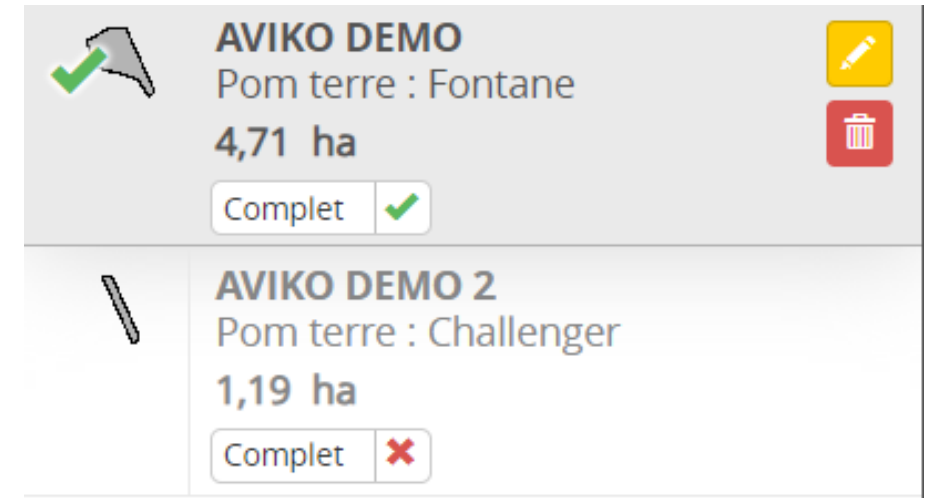 AVIKO DEMO
Pom terre : Fontane
4,71 ha
Complet
AVIKO DEMO 2
Pom terre : Challenger
1,19 ha
Complet